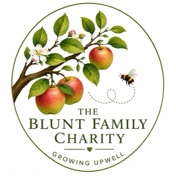 THE
BLUNT FAMILY
CHARITY
GROWING UPWELL